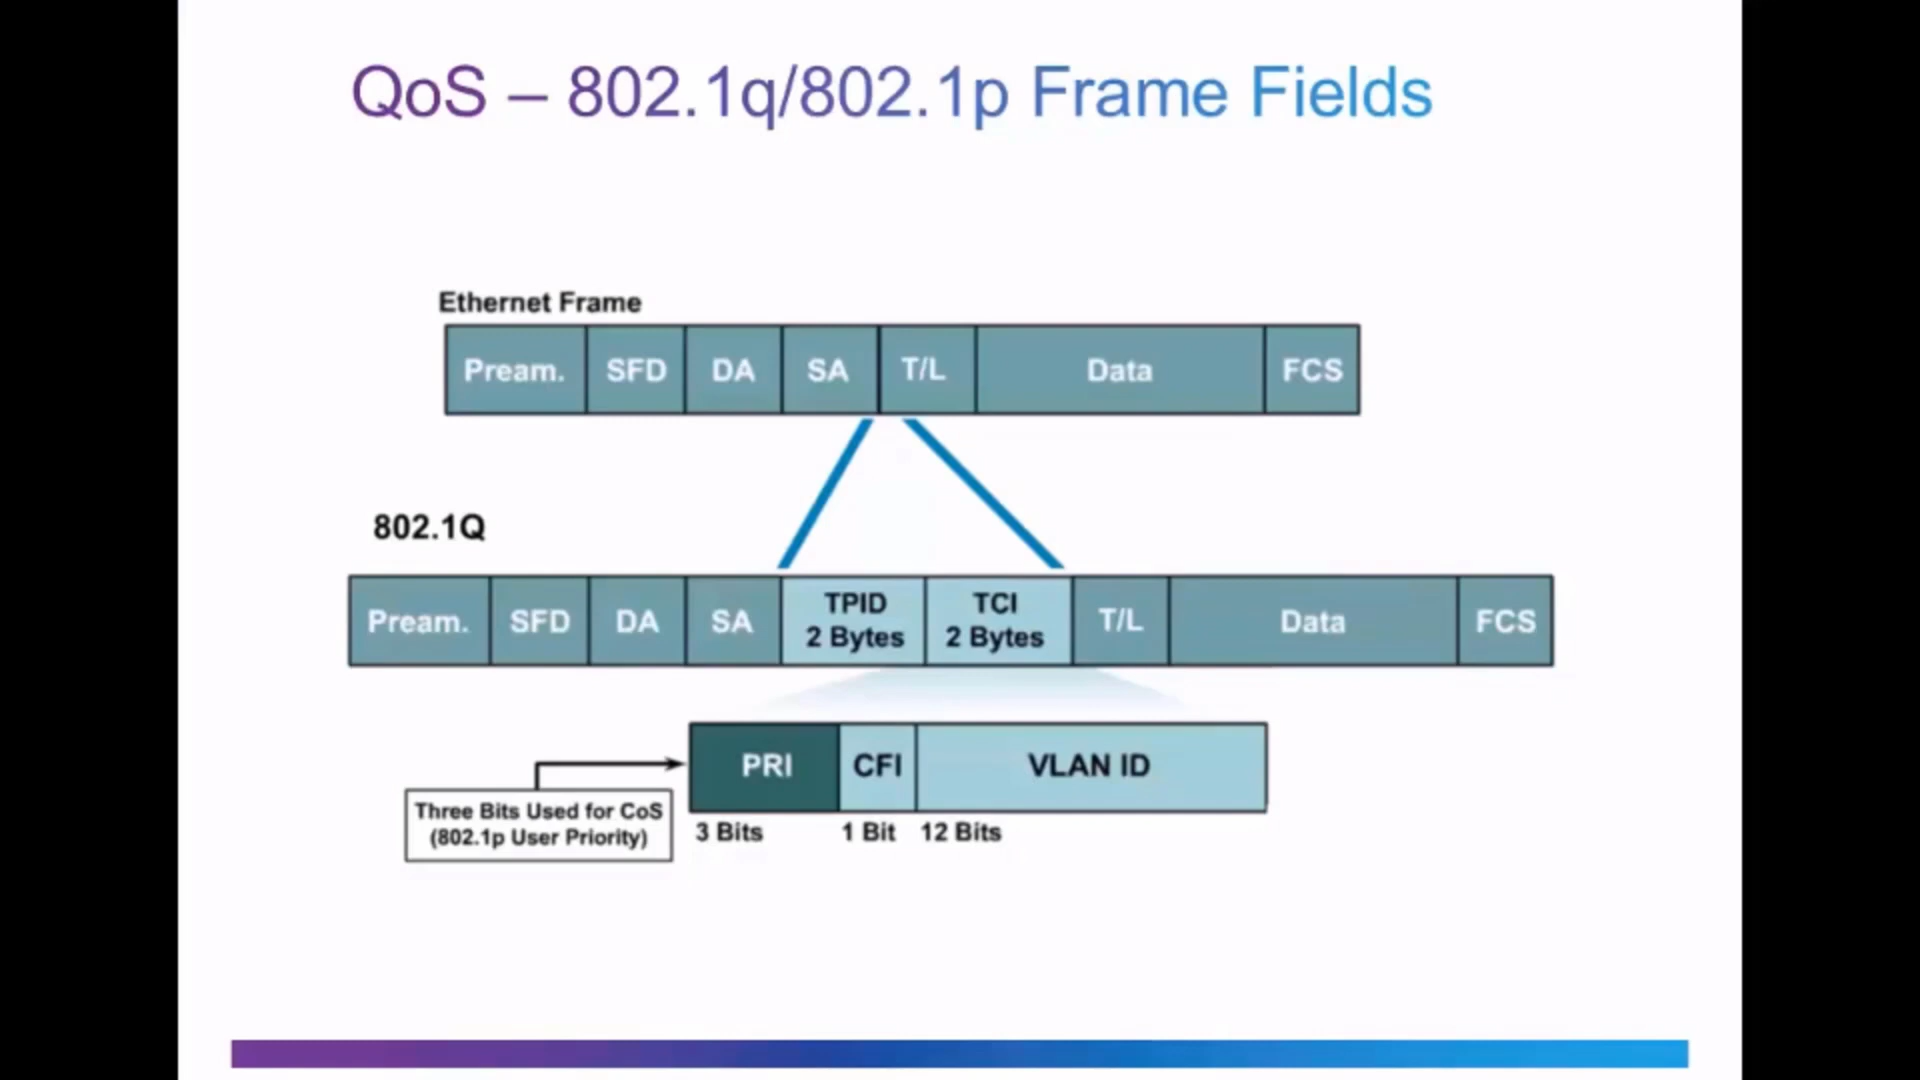 QoS – 802.1q/802.1p Frame Fields
Ethernet Frame
Pream. SFD DA SA T/L Data FCS
802.1Q
Pream. SFD DA SA TPID 2 Bytes TCI 2 Bytes T/L Data FCS
PRI CFI VLAN ID
Three Bits Used for CoS
(802.1p User Priority)
3 Bits 1 Bit 12 Bits